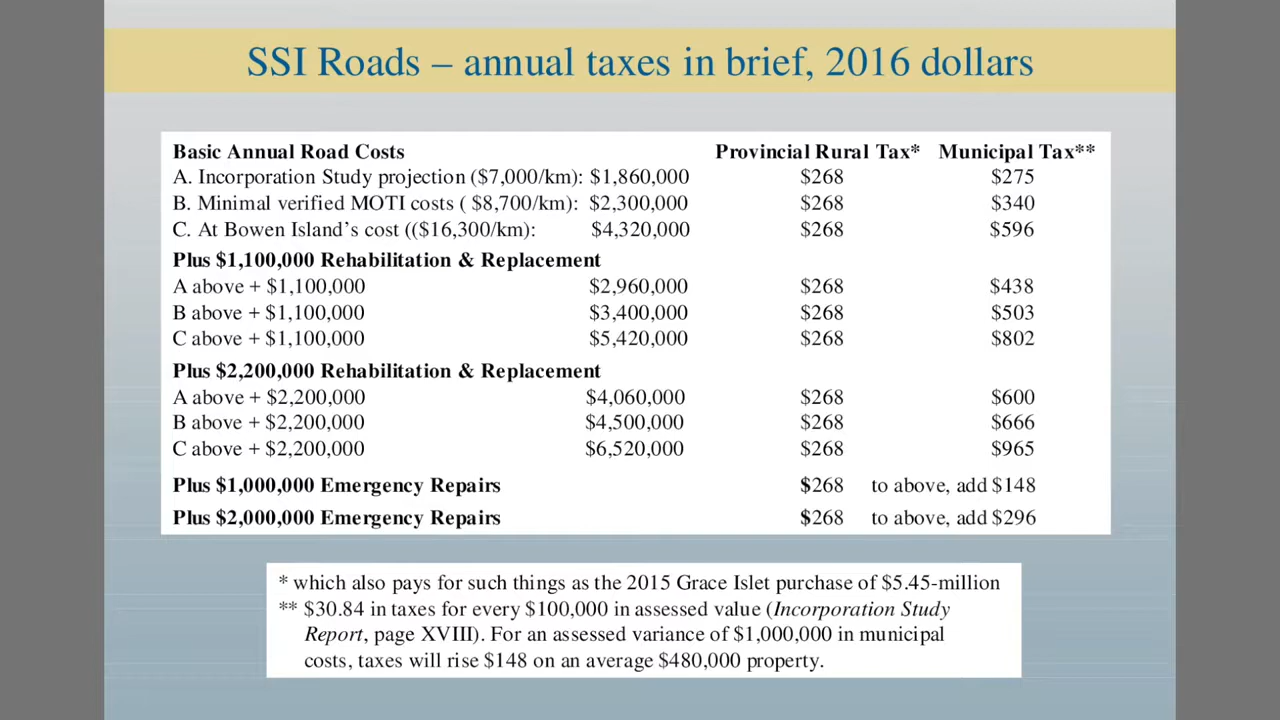 SSI Roads – annual taxes in brief, 2016 dollars
Basic Annual Road Costs Provincial Rural Tax* Municipal Tax**
A. Incorporation Study projection ($7,000/km): $1,860,000 $268 $275
B. Minimal verified MOTI costs ( $8,700/km): $2,300,000 $268 $340
C. At Bowen Island’s cost (($16,300/km): $4,320,000 $268 $596
Plus $1,100,000 Rehabilitation & Replacement
A above + $1,100,000 $2,960,000 $268 $438
B above + $1,100,000 $3,400,000 $268 $503
C above + $1,100,000 $5,420,000 $268 $802
Plus $2,200,000 Rehabilitation & Replacement
A above + $2,200,000 $4,060,000 $268 $600
B above + $2,200,000 $4,500,000 $268 $666
C above + $2,200,000 $6,520,000 $268 $965
Plus $1,000,000 Emergency Repairs $268 to above, add $148
Plus $2,000,000 Emergency Repairs $268 to above, add $296
* which also pays for such things as the 2015 Grace Islet purchase of $5.45-million
** $30.84 in taxes for every $100,000 in assessed value (Incorporation Study
Report, page XVIII). For an assessed variance of $1,000,000 in municipal
costs, taxes will rise $148 on an average $480,000 property.